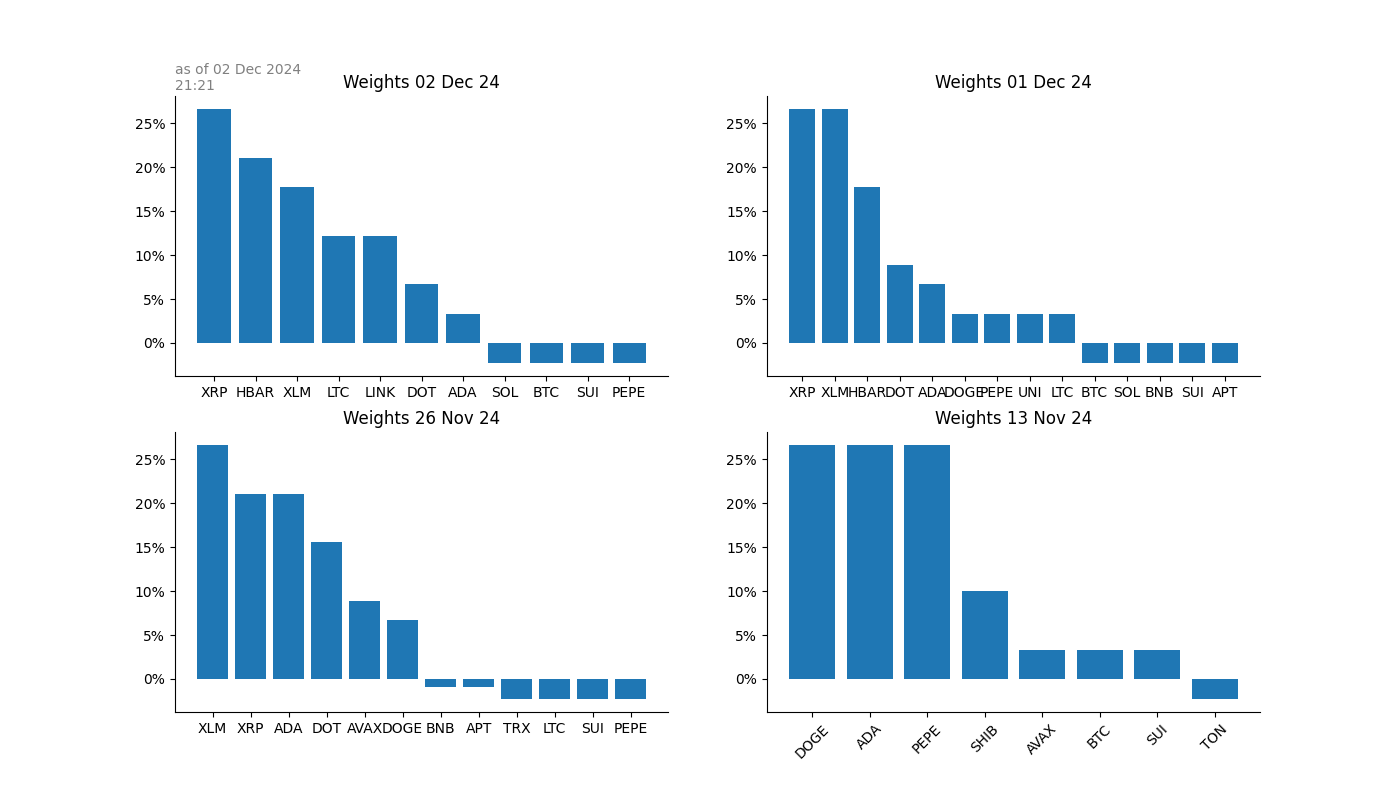 as of 02 Dec 2024
21:21
Weights 02 Dec 24
25%
20%
15%
10%
5%
0%
XRP HBAR XLM LTC LINK DOT ADA SOL BTC SUI PEPE
Weights 01 Dec 24
25%
20%
15%
10%
5%
0%
XRP XLM HBAR DOT ADA DOGE PEPE UNI LTC BTC SOL BNB SUI APT
Weights 26 Nov 24
25%
20%
15%
10%
5%
0%
XLM XRP ADA DOT AVAX DOGE BNB APT TRX LTC SUI PEPE
Weights 13 Nov 24
25%
20%
15%
10%
5%
0%
DOGE ADA PEPE SHIB AVAX BTC SUI TON